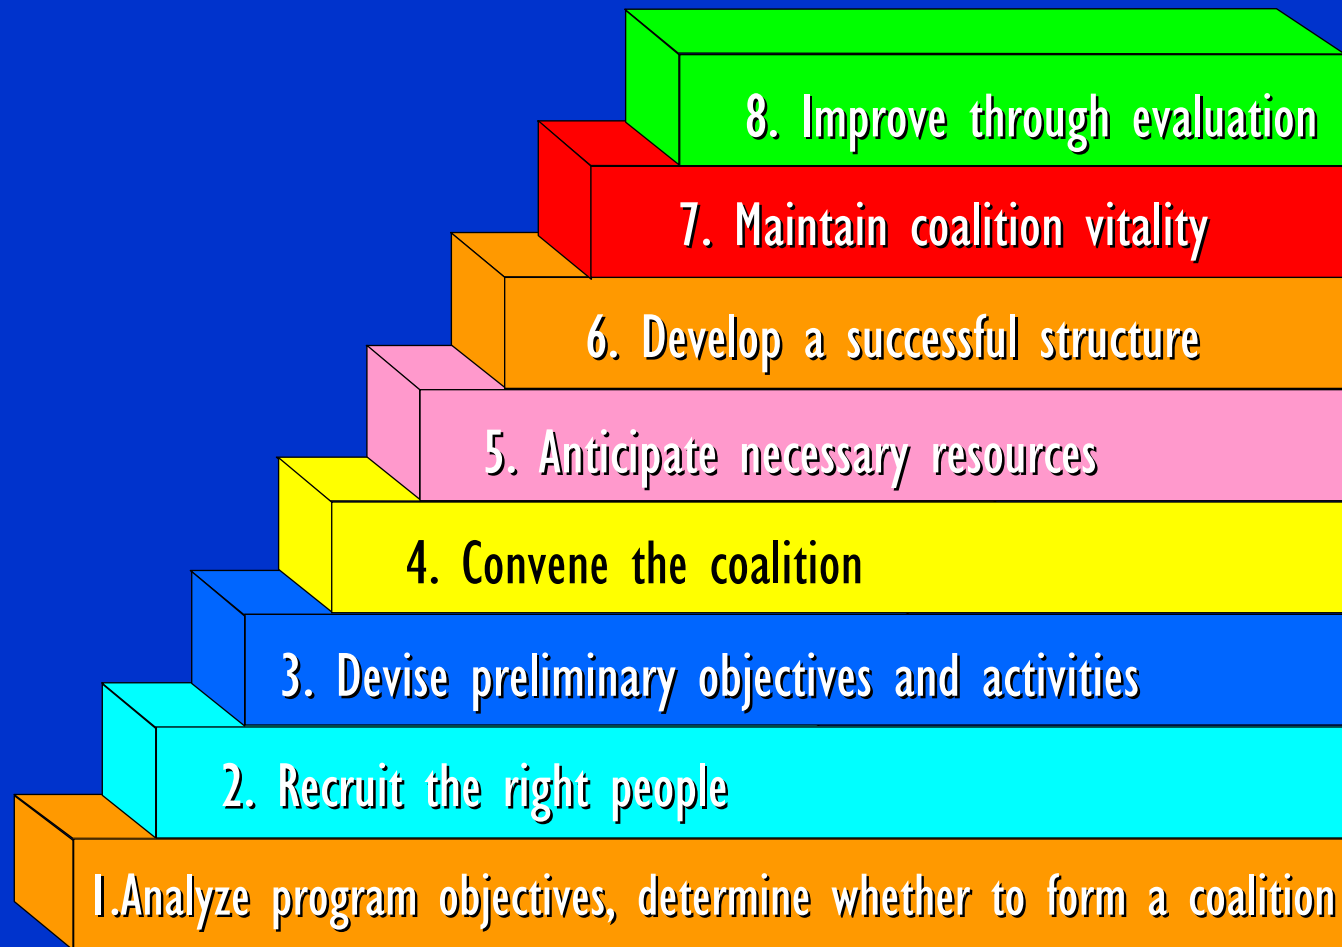 8. Improve through evaluation
7. Maintain coalition vitality
6. Develop a successful structure
5. Anticipate necessary resources
4. Convene the coalition
3. Devise preliminary objectives and activities
2. Recruit the right people
1.Analyze program objectives, determine whether to form a coalition